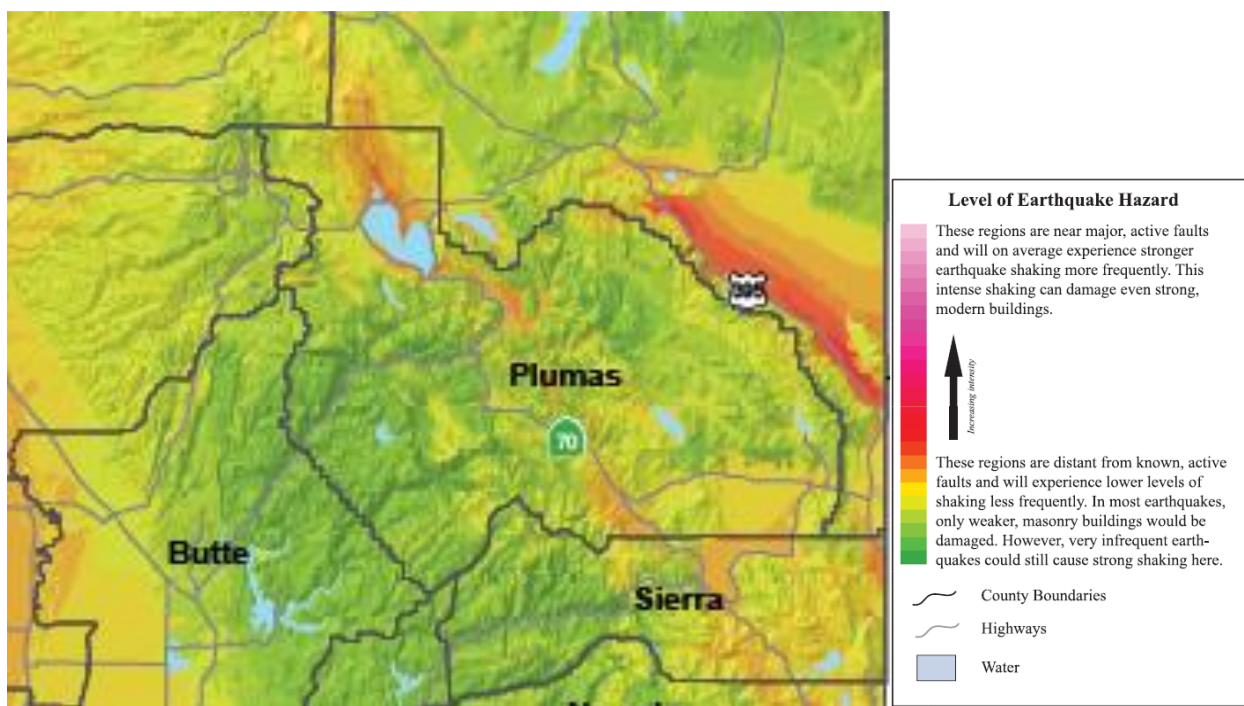 395
Plumas
70
Butte
Sierra
Level of Earthquake Hazard
These regions are near major, active faults
and will on average experience stronger
earthquake shaking more frequently. This
intense shaking can damage even strong,
modern buildings.
Increasing intensity
These regions are distant from known, active
faults and will experience lower levels of
shaking less frequently. In most earthquakes,
only weaker, masonry buildings would be
damaged. However, very infrequent earth-
quakes could still cause strong shaking here.
County Boundaries
Highways
Water